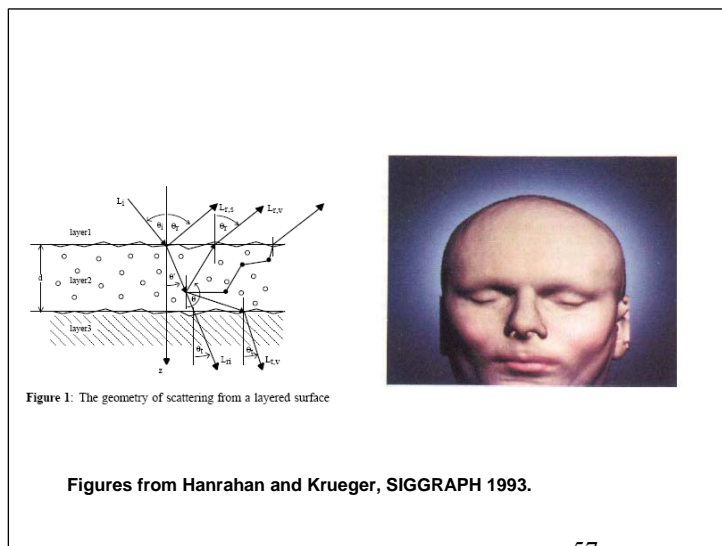 L_i
θ_i
θ_r
L_r,s
θ_r
L_r,v
layer1
d
layer2
θ'
θ
layer3
z
θ_t
L_ri
θ_t
L_t,v
Figure 1: The geometry of scattering from a layered surface
Figures from Hanrahan and Krueger, SIGGRAPH 1993.